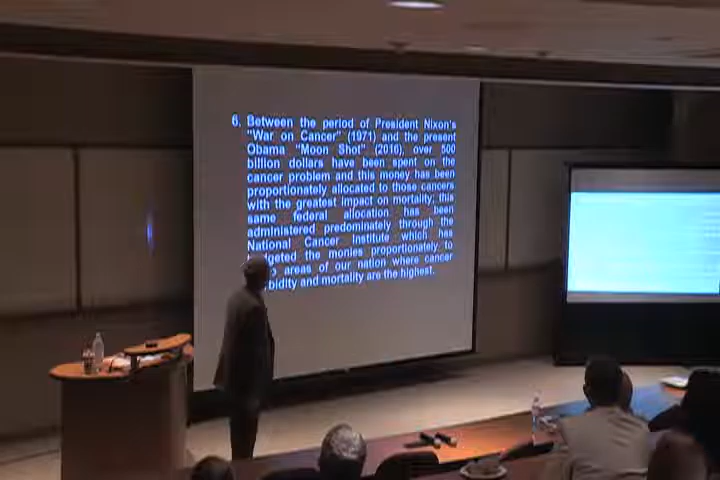 6. Between the period of President Nixon's
"War on Cancer" (1971) and the present
Obama "Moon Shot" (2016), over 500
billion dollars have been spent on the
cancer problem and this money has been
proportionately allocated to those cancers
with the greatest impact on mortality; this
same federal allocation has been
administered predominately through the
National Cancer Institute which has
the monies proportionately to
areas of our nation where cancer
and mortality are the highest.